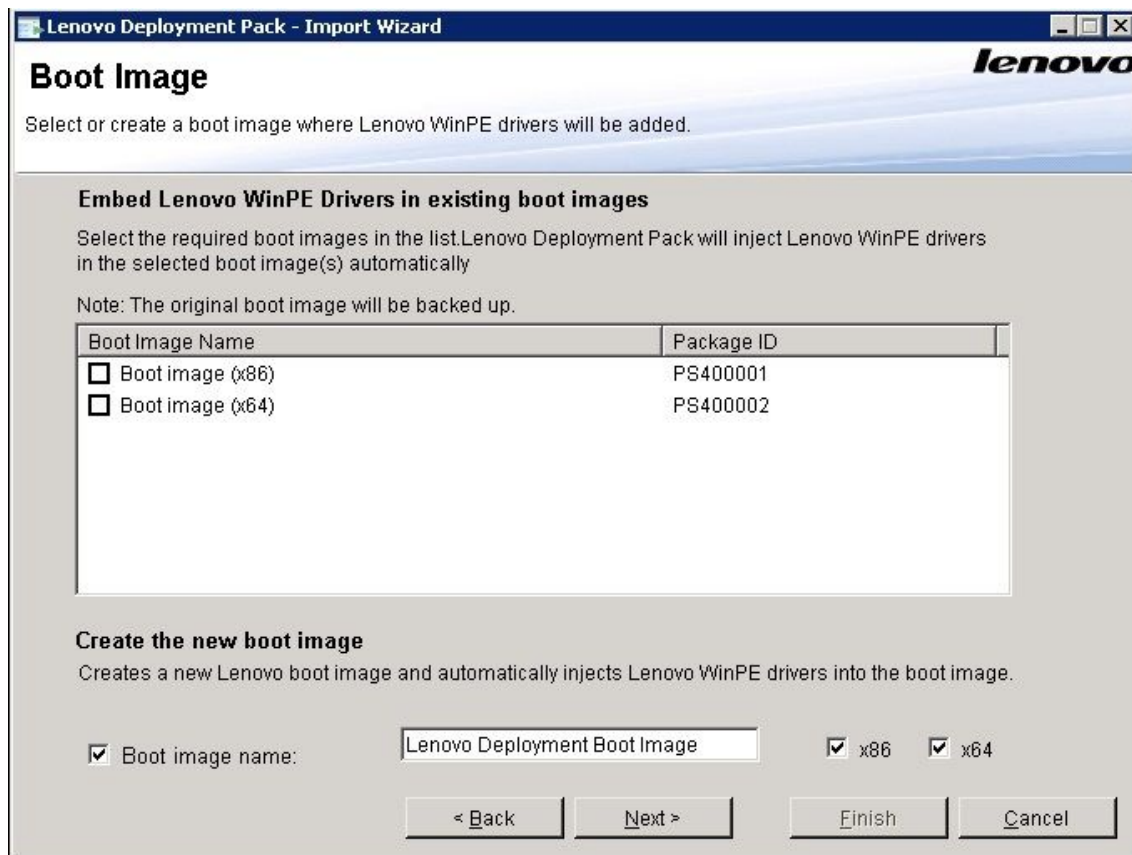 Lenovo Deployment Pack - Import Wizard
lenovo
Boot Image
Select or create a boot image where Lenovo WinPE drivers will be added.
Embed Lenovo WinPE Drivers in existing boot images
Select the required boot images in the list.Lenovo Deployment Pack will inject Lenovo WinPE drivers
in the selected boot image(s) automatically
Note: The original boot image will be backed up.
Boot Image Name Package ID
Boot image (x86) PS400001
Boot image (x64) PS400002
Create the new boot image
Creates a new Lenovo boot image and automatically injects Lenovo WinPE drivers into the boot image.
Boot image name: Lenovo Deployment Boot Image x86 x64
< Back Next > Finish Cancel